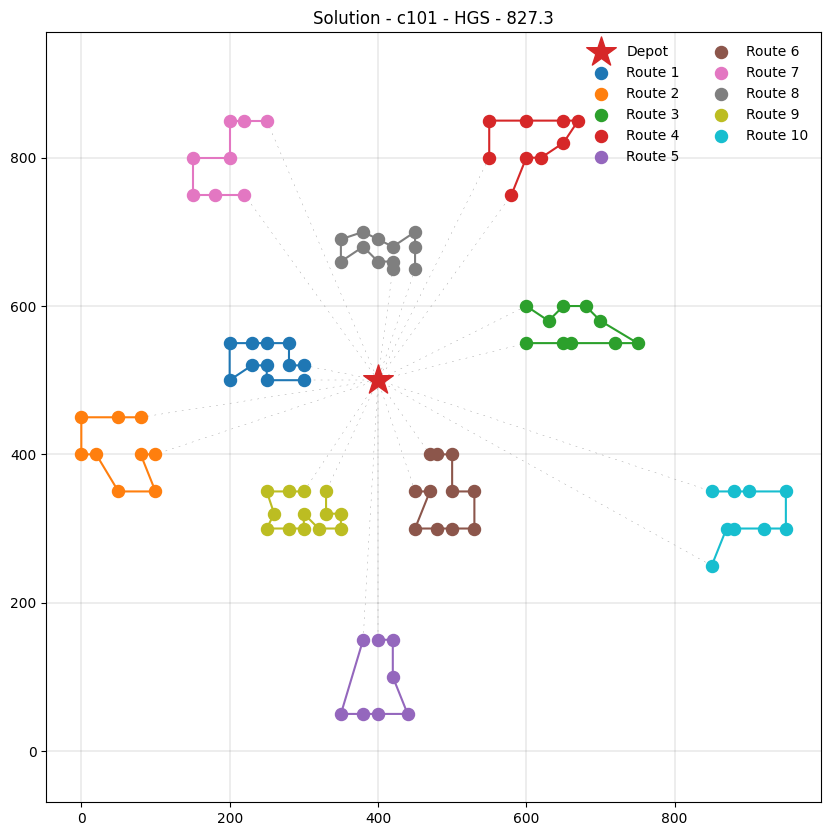 Solution - c101 - HGS - 827.3
Depot
Route 1
Route 2
Route 3
Route 4
Route 5
Route 6
Route 7
Route 8
Route 9
Route 10
800
600
400
200
0
0 200 400 600 800